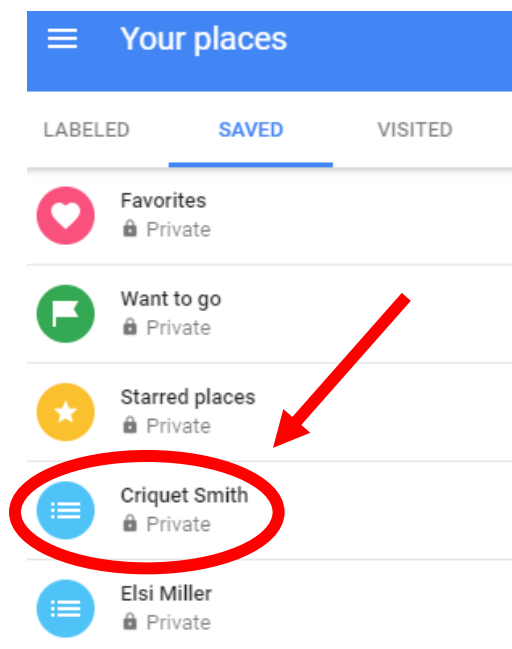 Your places
LABELED SAVED VISITED
Favorites
Private
Want to go
Private
Starred places
Private
Criquet Smith
Private
Elsi Miller
Private